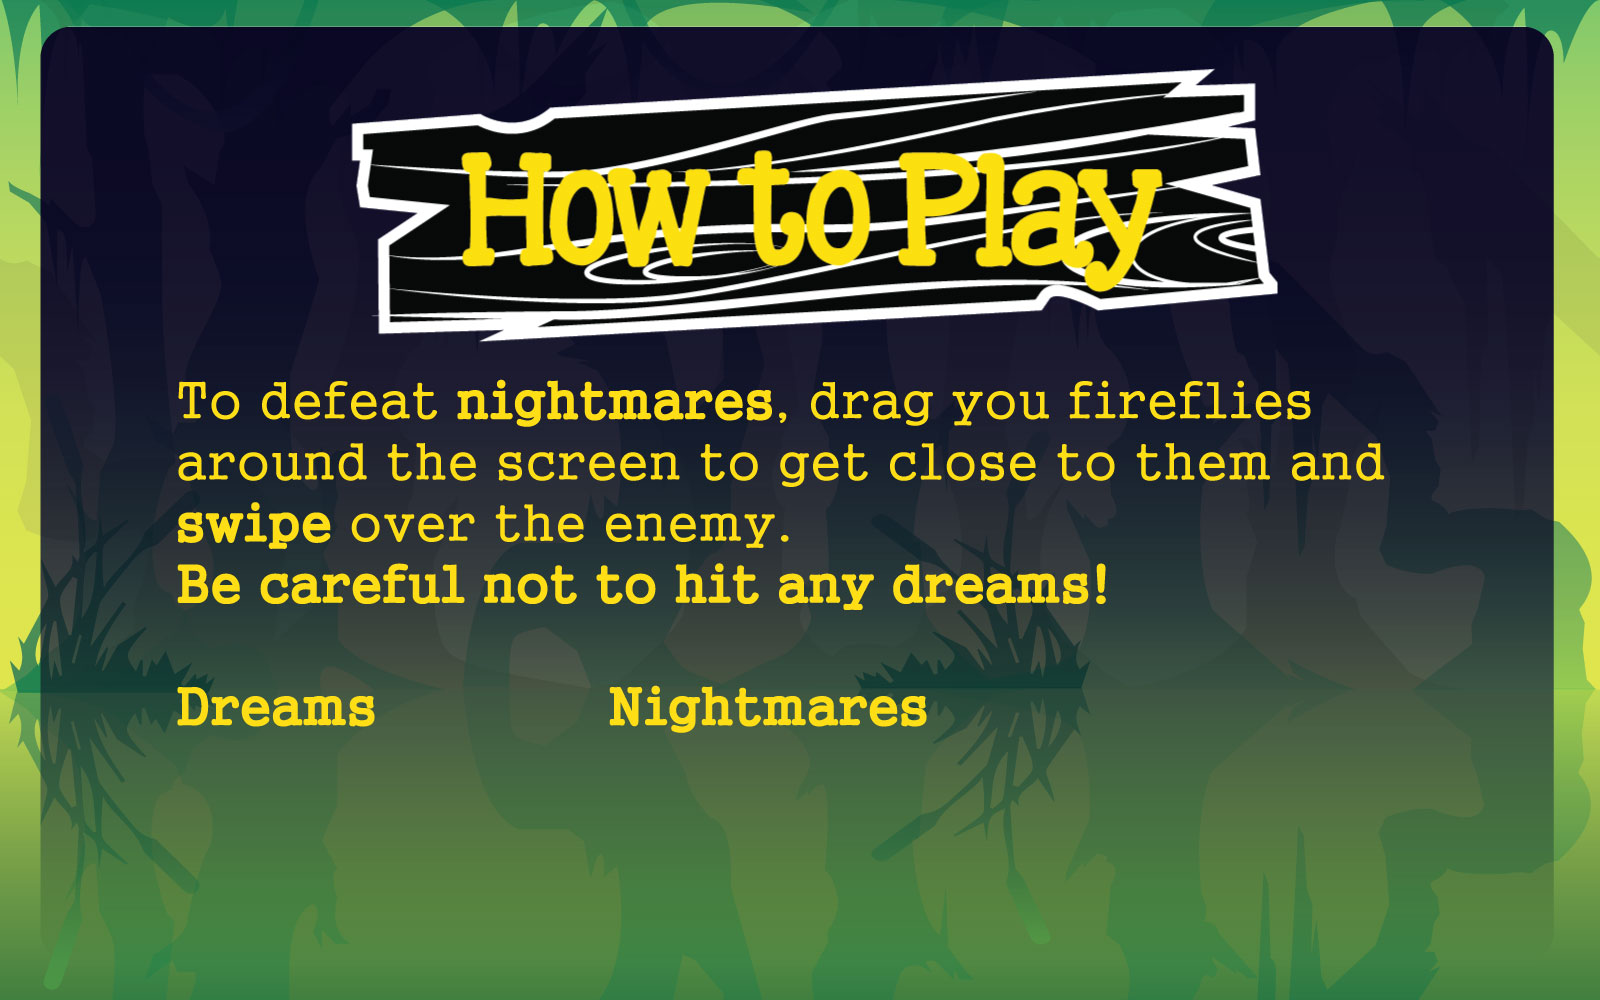 How to Play
To defeat nightmares, drag you fireflies
around the screen to get close to them and
swipe over the enemy.
Be careful not to hit any dreams!
Dreams Nightmares